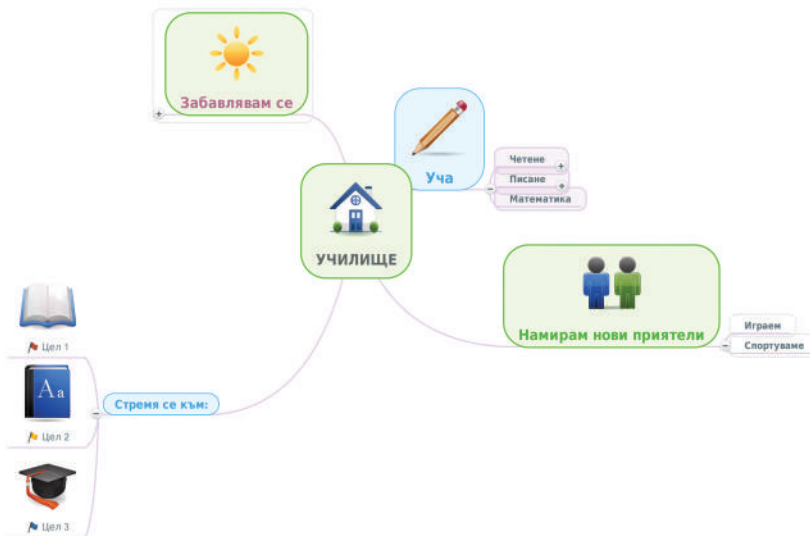 Забавлявам се
Уча
Четене
Писане
Математика
УЧИЛИЩЕ
Намирам нови приятели
Играем
Спортуваме
Стремя се към:
Цел 1
Aa
Цел 2
Цел 3